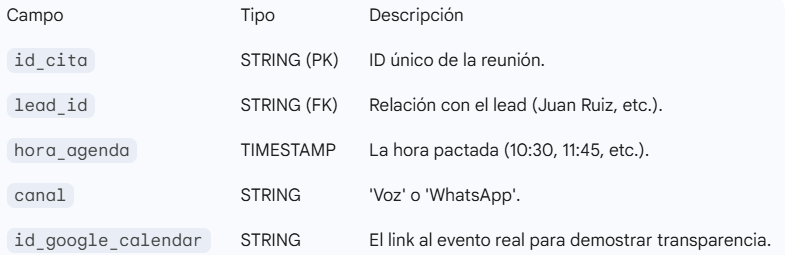 Campo Tipo Descripción
id_cita STRING (PK) ID único de la reunión.
lead_id STRING (FK) Relación con el lead (Juan Ruiz, etc.).
hora_agenda TIMESTAMP La hora pactada (10:30, 11:45, etc.).
canal STRING 'Voz' o 'WhatsApp'.
id_google_calendar STRING El link al evento real para demostrar transparencia.